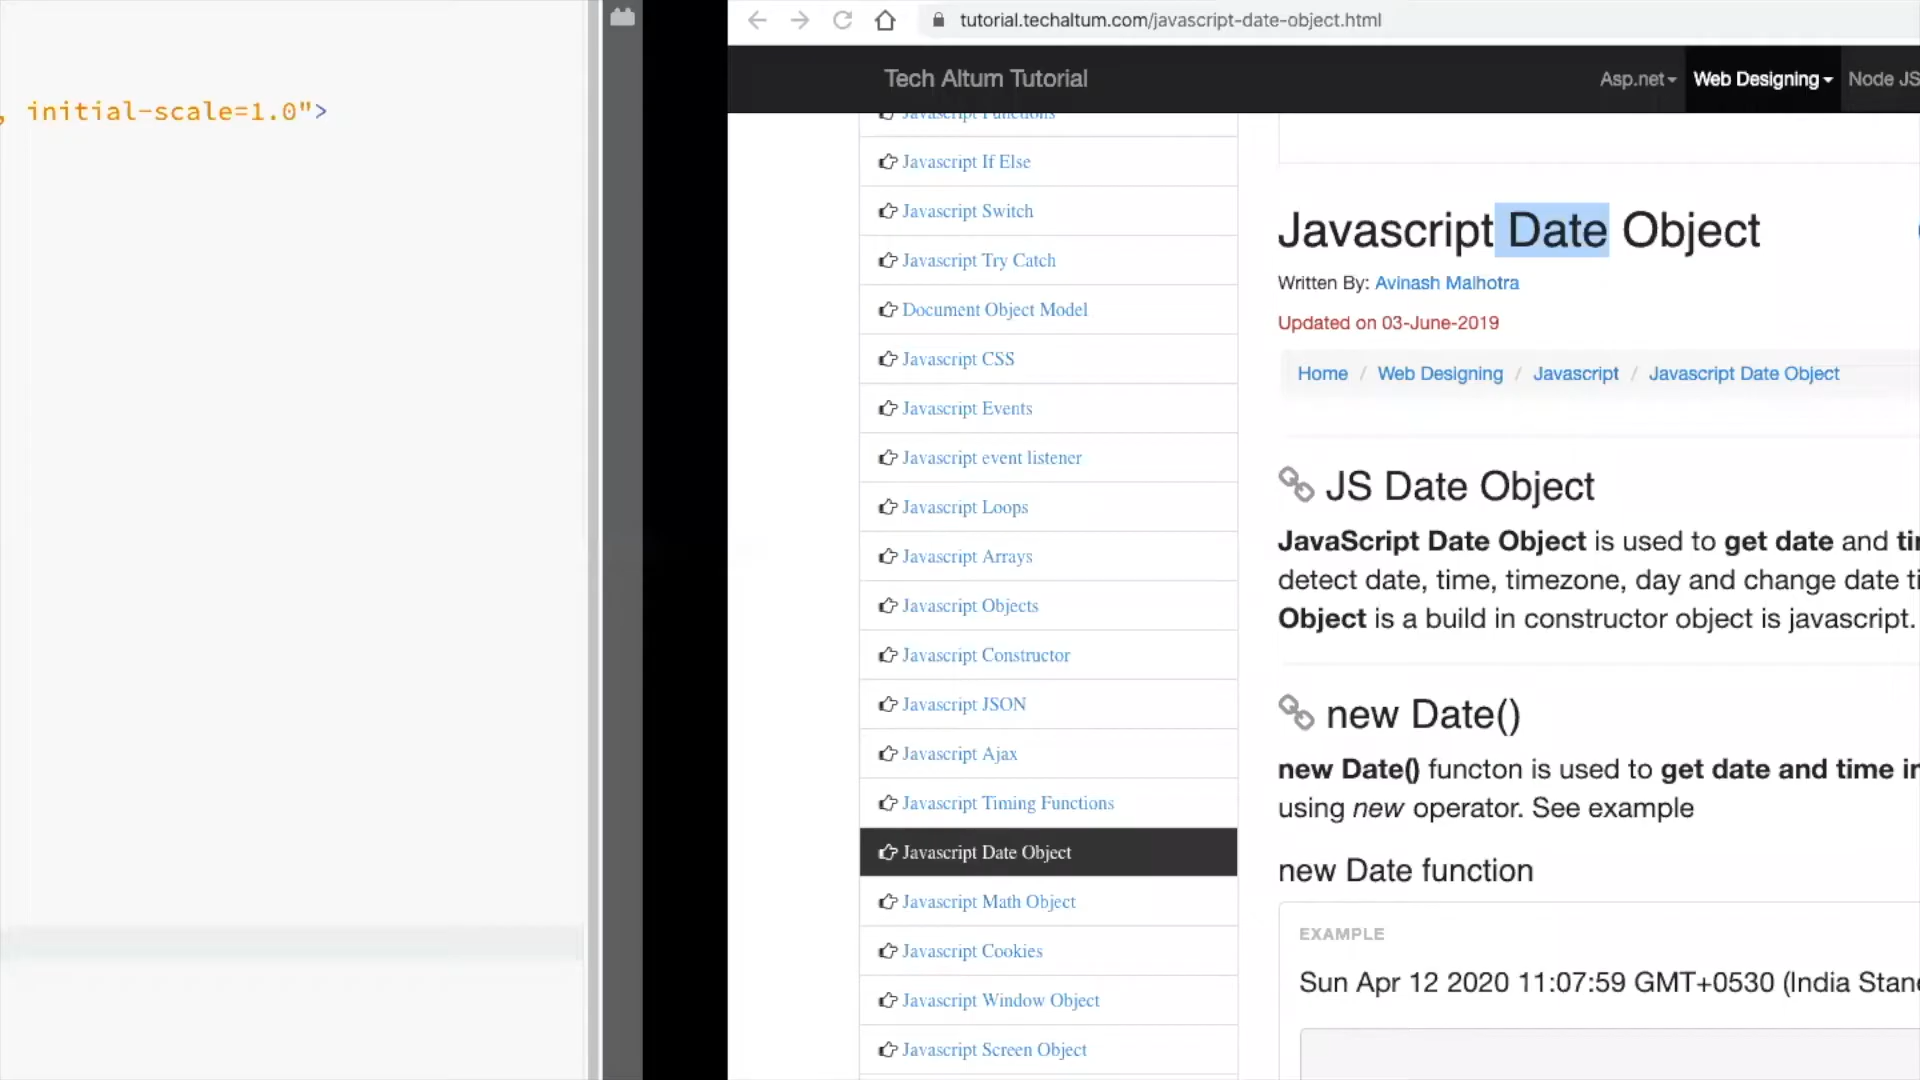 , initial-scale=1.0">
tutorial.techaltum.com/javascript-date-object.html
Tech Altum Tutorial
Asp.net
Web Designing
Node JS
Javascript Functions
Javascript If Else
Javascript Switch
Javascript Try Catch
Document Object Model
Javascript CSS
Javascript Events
Javascript event listener
Javascript Loops
Javascript Arrays
Javascript Objects
Javascript Constructor
Javascript JSON
Javascript Ajax
Javascript Timing Functions
Javascript Date Object
Javascript Math Object
Javascript Cookies
Javascript Window Object
Javascript Screen Object
Javascript Date Object
Written By: Avinash Malhotra
Updated on 03-June-2019
Home / Web Designing / Javascript / Javascript Date Object
JS Date Object
JavaScript Date Object is used to get date and
detect date, time, timezone, day and change date
Object is a build in constructor object is javascript.
new Date()
new Date() functon is used to get date and time
using new operator. See example
new Date function
EXAMPLE
Sun Apr 12 2020 11:07:59 GMT+0530 (India